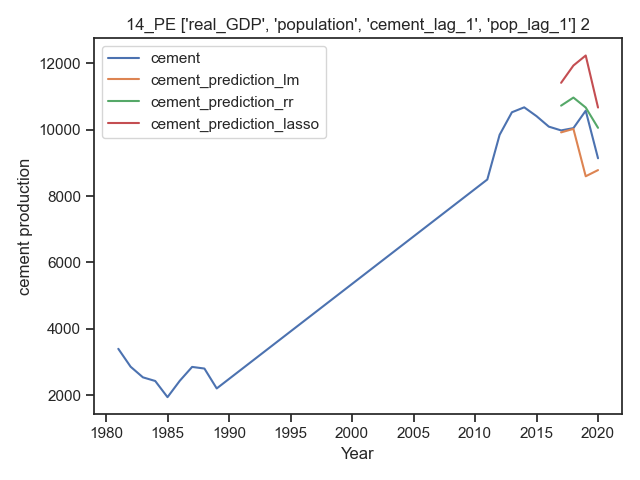 14_PE ['real_GDP', 'population', 'cement_lag_1', 'pop_lag_1'] 2
cement
cement_prediction_lm
cement_prediction_rr
cement_prediction_lasso
cement production
12000
10000
8000
6000
4000
2000
1980 1985 1990 1995 2000 2005 2010 2015 2020
Year